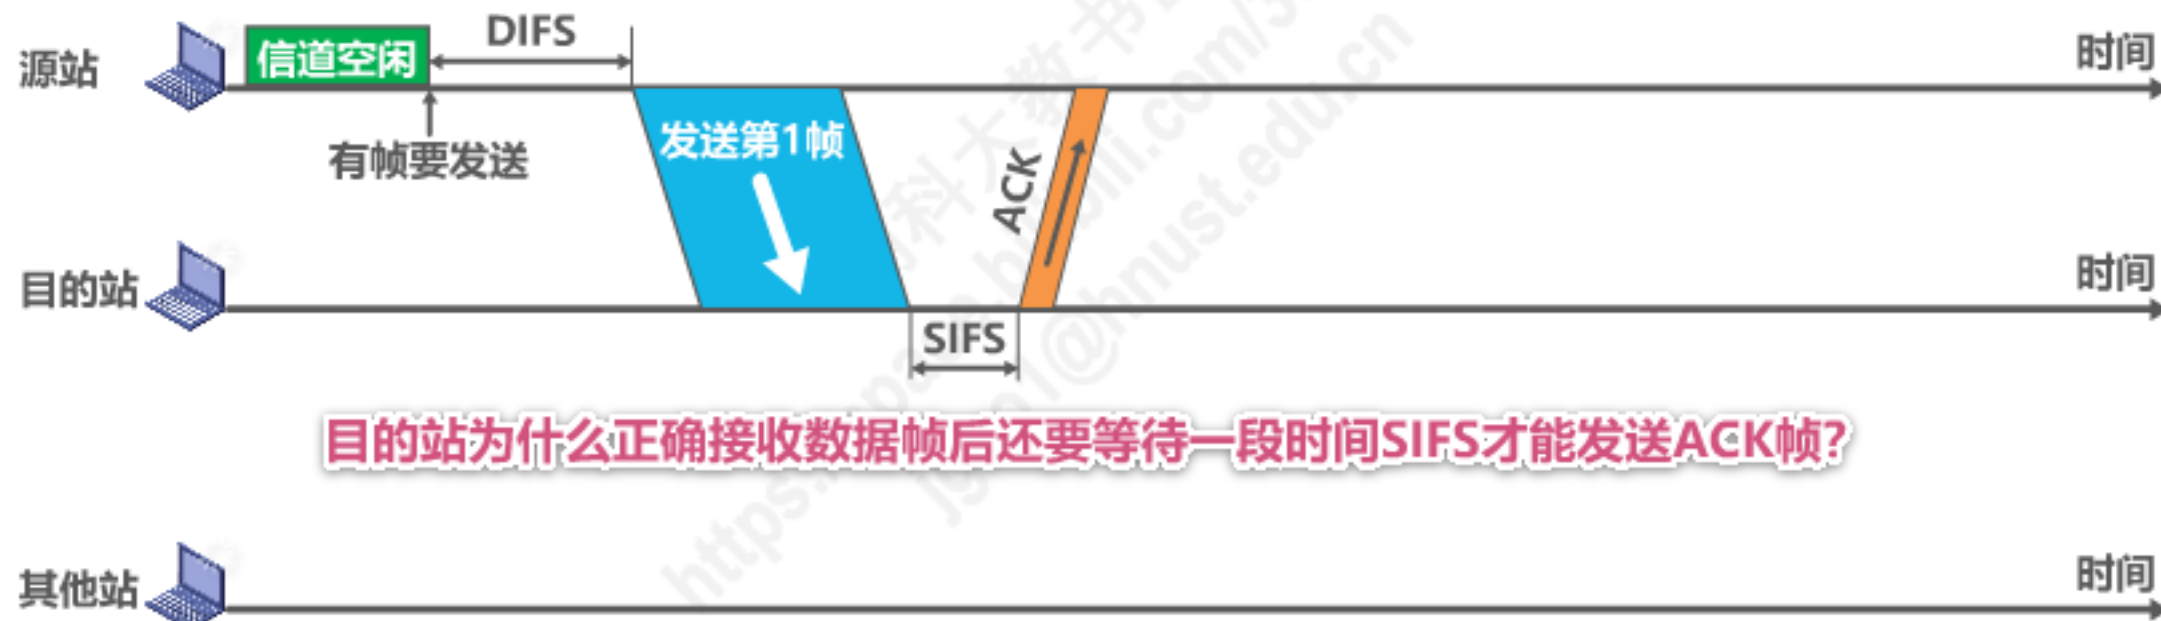 DIFS
源站
信道空闲
时间
有帧要发送
发送第1帧
ACK
目的站
时间
SIFS
目的站为什么正确接收数据帧后还要等待一段时间SIFS才能发送ACK帧?
其他站
时间